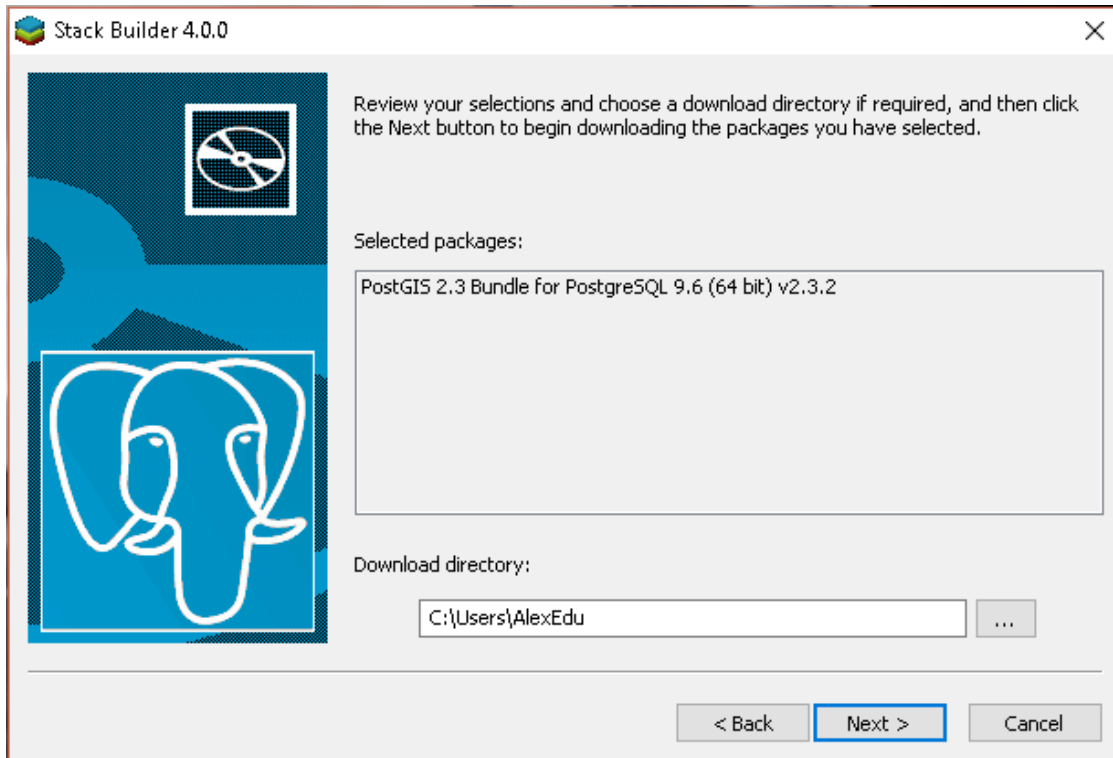 Stack Builder 4.0.0
Review your selections and choose a download directory if required, and then click
the Next button to begin downloading the packages you have selected.
Selected packages:
PostGIS 2.3 Bundle for PostgreSQL 9.6 (64 bit) v2.3.2
Download directory:
C:\Users\AlexEdu
...
< Back
Next >
Cancel